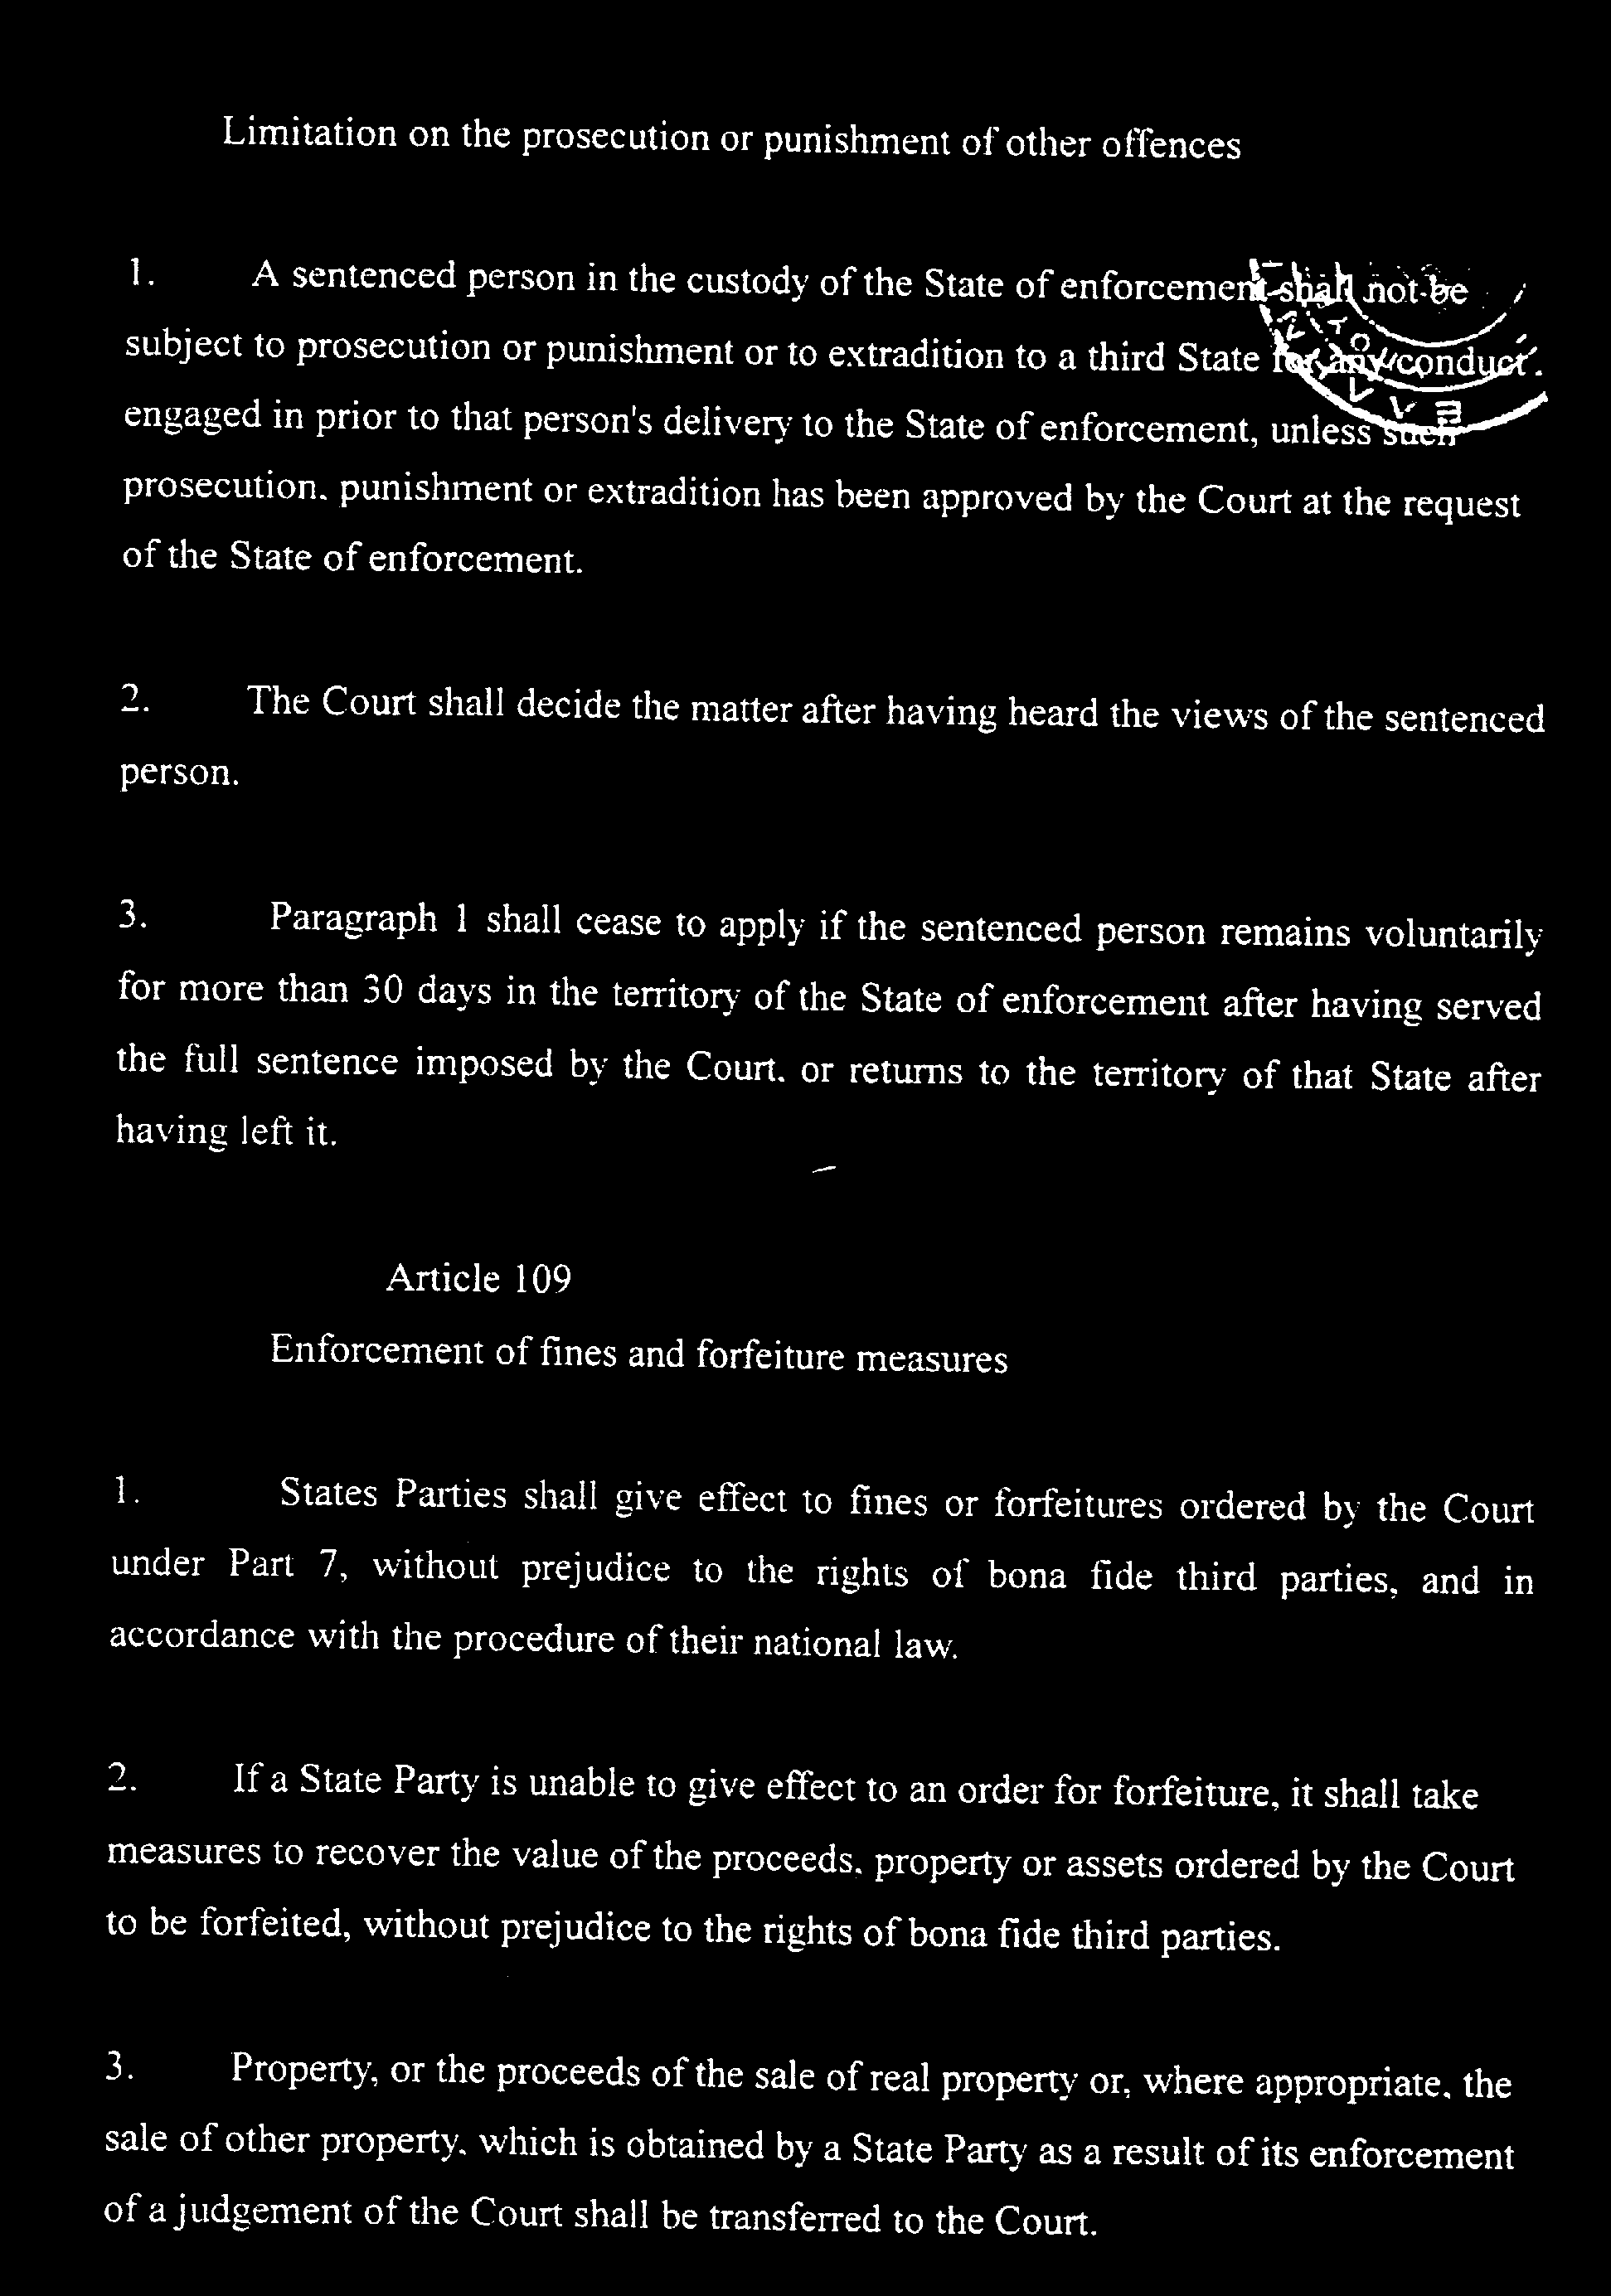 Limitation on the prosecution or punishment of other offences
1. A sentenced person in the custody of the State of enforcement shall not be
subject to prosecution or punishment or to extradition to a third State for any conduct
engaged in prior to that person's delivery to the State of enforcement, unless such
prosecution, punishment or extradition has been approved by the Court at the request
of the State of enforcement.
2. The Court shall decide the matter after having heard the views of the sentenced
person.
3. Paragraph 1 shall cease to apply if the sentenced person remains voluntarily
for more than 30 days in the territory of the State of enforcement after having served
the full sentence imposed by the Court, or returns to the territory of that State after
having left it.
Article 109
Enforcement of fines and forfeiture measures
1. States Parties shall give effect to fines or forfeitures ordered by the Court
under Part 7, without prejudice to the rights of bona fide third parties, and in
accordance with the procedure of their national law.
2. If a State Party is unable to give effect to an order for forfeiture, it shall take
measures to recover the value of the proceeds, property or assets ordered by the Court
to be forfeited, without prejudice to the rights of bona fide third parties.
3. Property, or the proceeds of the sale of real property or, where appropriate, the
sale of other property, which is obtained by a State Party as a result of its enforcement
of a judgement of the Court shall be transferred to the Court.